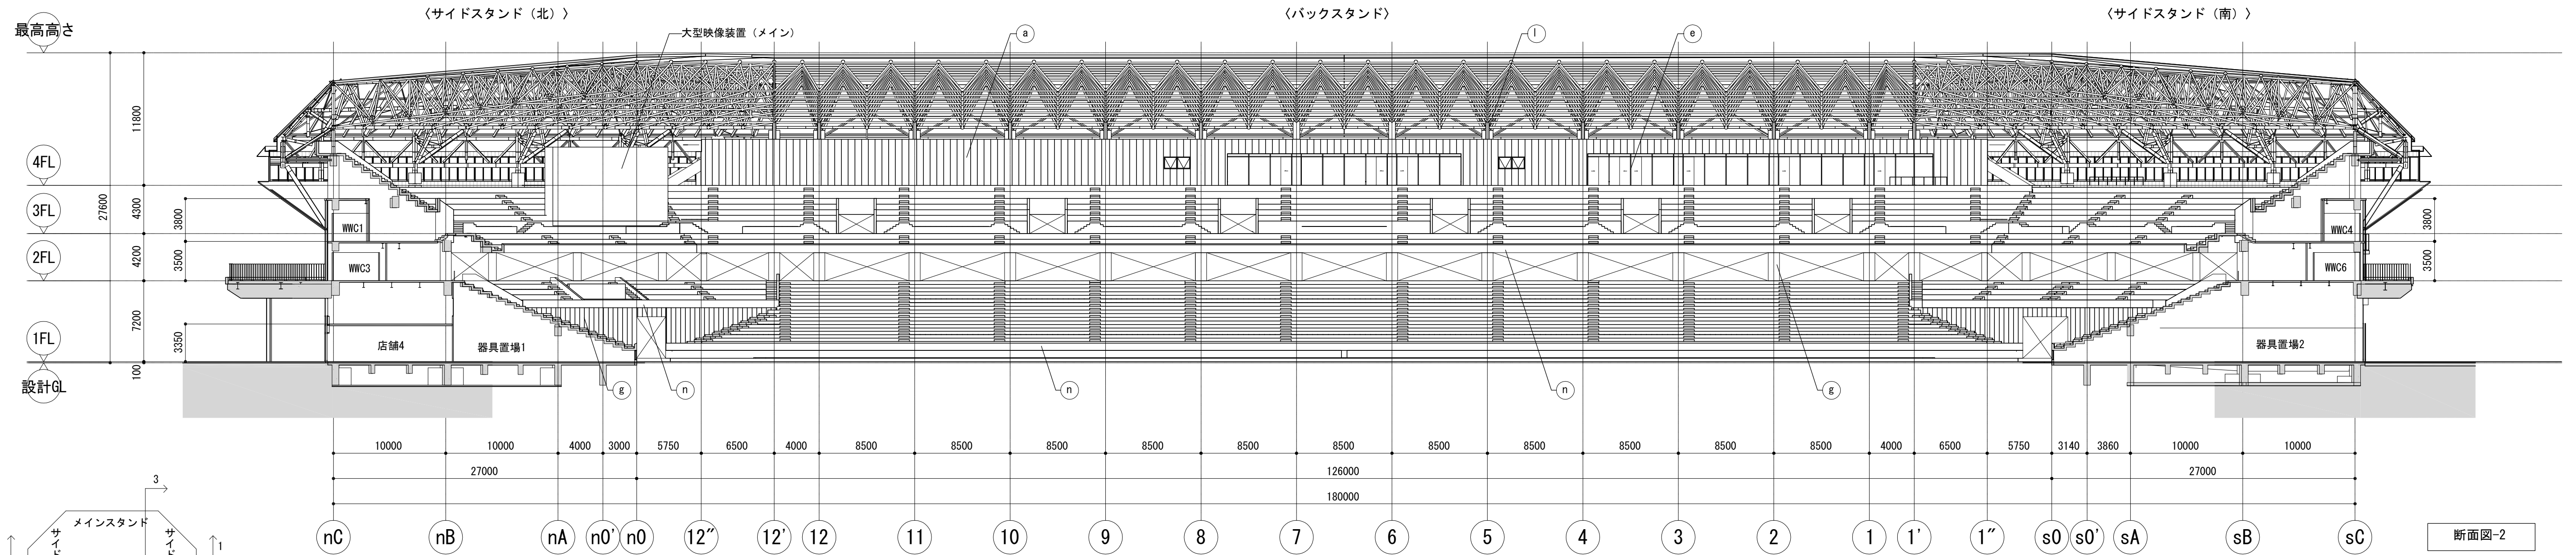 〈サイドスタンド（北）〉
〈バックスタンド〉
〈サイドスタンド（南）〉
最高高さ
大型映像装置（メイン）
a
l
e
11800
4FL
27600
4300
3800
3FL
WWC1
WWC4
3800
4200
3500
2FL
WWC3
WWC6
3500
7200
3350
1FL
店舗4
器具置場1
器具置場2
100
設計GL
g
n
n
n
g
10000 10000 4000 3000 5750 6500 4000 8500 8500 8500 8500 8500 8500 8500 8500 8500 8500 8500 4000 6500 5750 3140 3860 10000 10000
27000 126000 27000
180000
nC nB nA n0' n0 12" 12' 12 11 10 9 8 7 6 5 4 3 2 1 1' 1" s0 s0' sA sB sC
3
メインスタンド
サイド
サイド
1
断面図-2